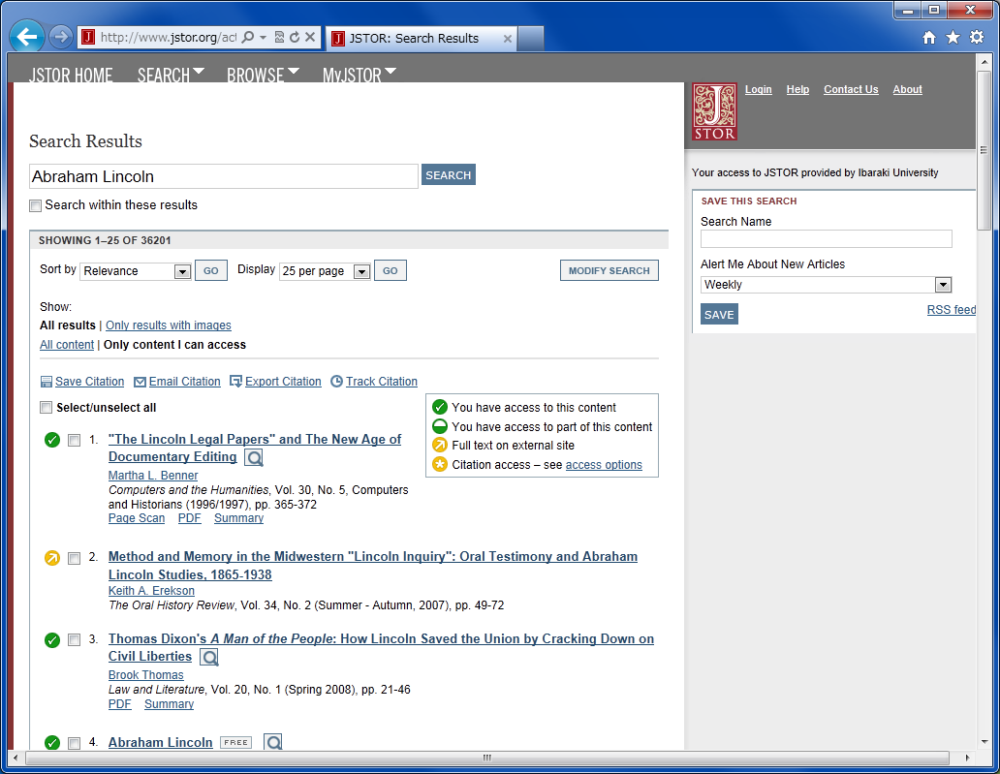 http://www.jstor.org/act
JSTOR: Search Results
JSTOR HOME SEARCH BROWSE MyJSTOR
J
STOR
Login Help Contact Us About
Search Results
Abraham Lincoln SEARCH
Search within these results
SHOWING 1–25 OF 36201
Sort by Relevance GO Display 25 per page GO MODIFY SEARCH
Show:
All results | Only results with images
All content | Only content I can access
Save Citation Email Citation Export Citation Track Citation
Select/unselect all
You have access to this content
You have access to part of this content
Full text on external site
Citation access – see access options
1. "The Lincoln Legal Papers" and The New Age of
Documentary Editing
Martha L. Benner
Computers and the Humanities, Vol. 30, No. 5, Computers
and Historians (1996/1997), pp. 365-372
Page Scan PDF Summary
2. Method and Memory in the Midwestern "Lincoln Inquiry": Oral Testimony and Abraham
Lincoln Studies, 1865-1938
Keith A. Erekson
The Oral History Review, Vol. 34, No. 2 (Summer - Autumn, 2007), pp. 49-72
3. Thomas Dixon's A Man of the People: How Lincoln Saved the Union by Cracking Down on
Civil Liberties
Brook Thomas
Law and Literature, Vol. 20, No. 1 (Spring 2008), pp. 21-46
PDF Summary
4. Abraham Lincoln FREE
Your access to JSTOR provided by Ibaraki University
SAVE THIS SEARCH
Search Name
Alert Me About New Articles
Weekly
SAVE
RSS feed